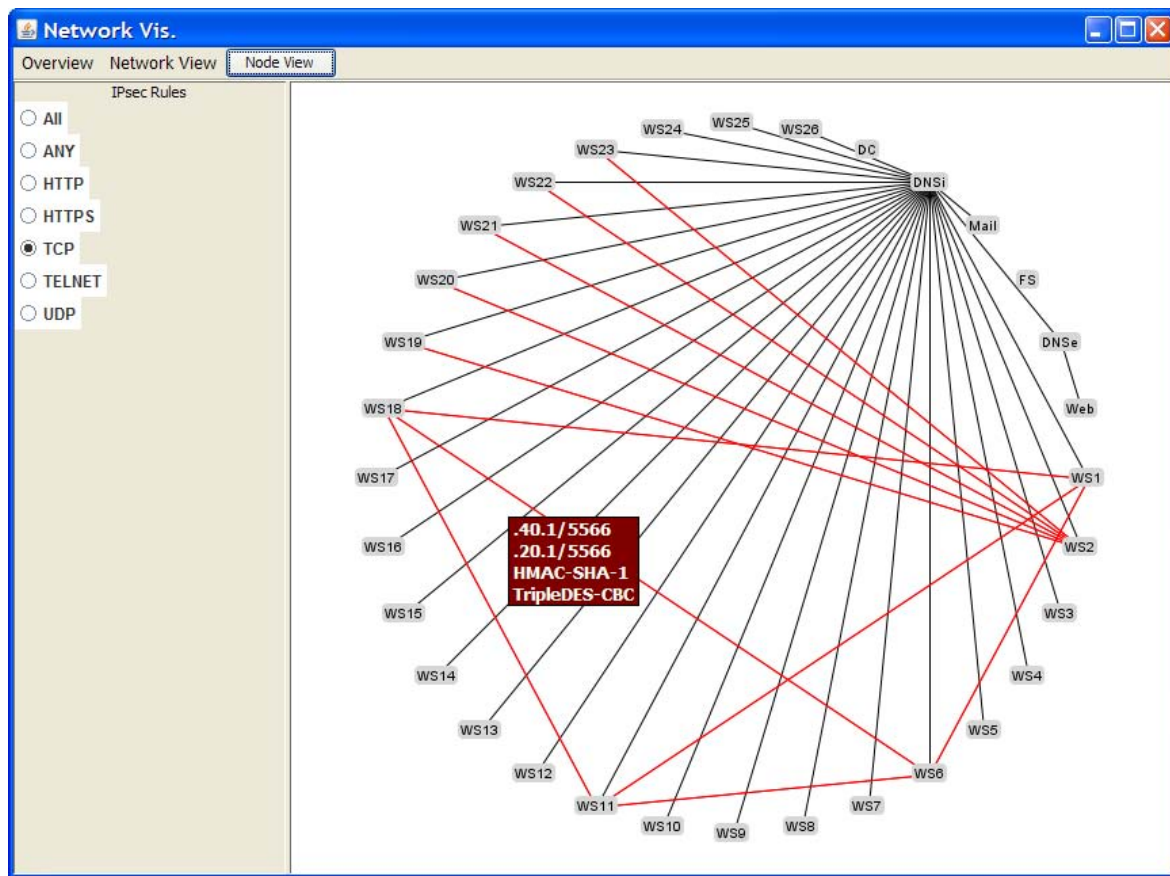 Network Vis.
Overview Network View Node View
IPsec Rules
All
ANY
HTTP
HTTPS
TCP
TELNET
UDP
WS26
WS25
WS24
WS23
WS22
WS21
WS20
WS19
WS18
WS17
WS16
WS15
WS14
WS13
WS12
WS11
WS10
WS9
WS8
WS7
WS6
WS5
WS4
WS3
WS2
WS1
Web
DNSe
FS
Mail
DNSi
DC
.40.1/5566
.20.1/5566
HMAC-SHA-1
TripleDES-CBC